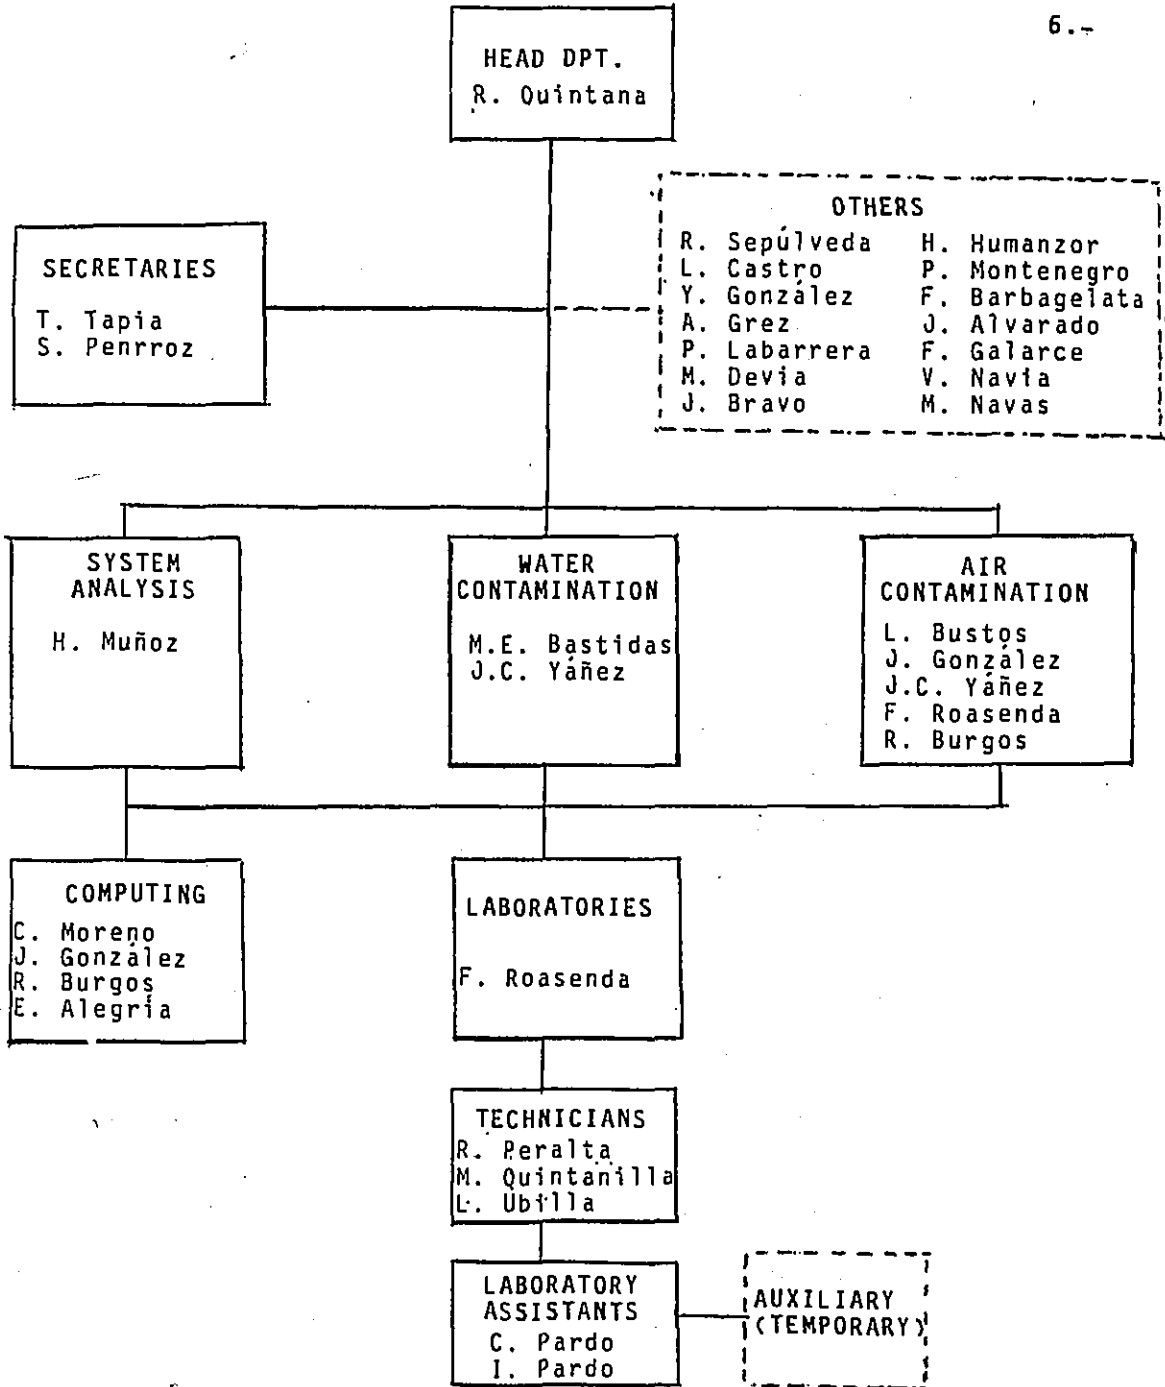 6.-
HEAD DPT.
R. Quintana
SECRETARIES
T. Tapia
S. Penrroz
OTHERS
R. Sepúlveda H. Humanzor
L. Castro P. Montenegro
Y. González F. Barbagelata
A. Grez J. Alvarado
P. Labarrera F. Galarce
M. Devia V. Navia
J. Bravo M. Navas
SYSTEM
ANALYSIS
H. Muñoz
WATER
CONTAMINATION
M.E. Bastidas
J.C. Yáñez
AIR
CONTAMINATION
L. Bustos
J. González
J.C. Yáñez
F. Roasenda
R. Burgos
COMPUTING
C. Moreno
J. González
R. Burgos
E. Alegría
LABORATORIES
F. Roasenda
TECHNICIANS
R. Peralta
M. Quintanilla
L. Ubilla
LABORATORY
ASSISTANTS
C. Pardo
I. Pardo
AUXILIARY
(TEMPORARY)